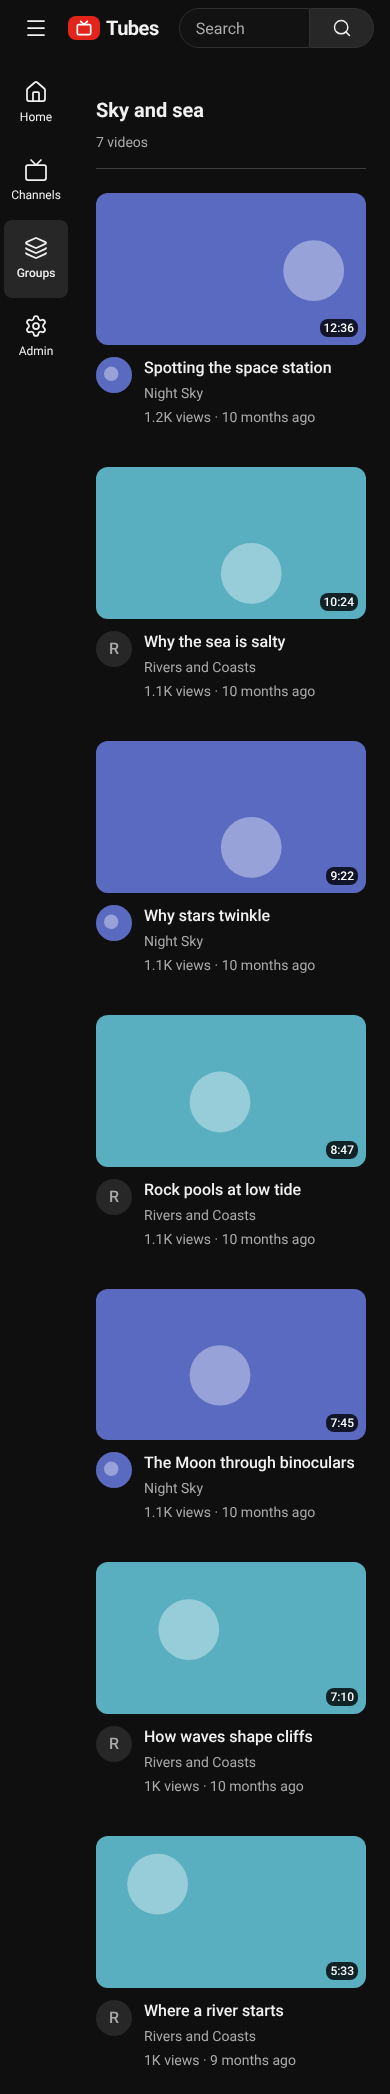 Tubes
Search
Home
Channels
Groups
Admin
Sky and sea
7 videos
12:36
Spotting the space station
Night Sky
1.2K views · 10 months ago
10:24
R
Why the sea is salty
Rivers and Coasts
1.1K views · 10 months ago
9:22
Why stars twinkle
Night Sky
1.1K views · 10 months ago
8:47
R
Rock pools at low tide
Rivers and Coasts
1.1K views · 10 months ago
7:45
The Moon through binoculars
Night Sky
1.1K views · 10 months ago
7:10
R
How waves shape cliffs
Rivers and Coasts
1K views · 10 months ago
5:33
R
Where a river starts
Rivers and Coasts
1K views · 9 months ago